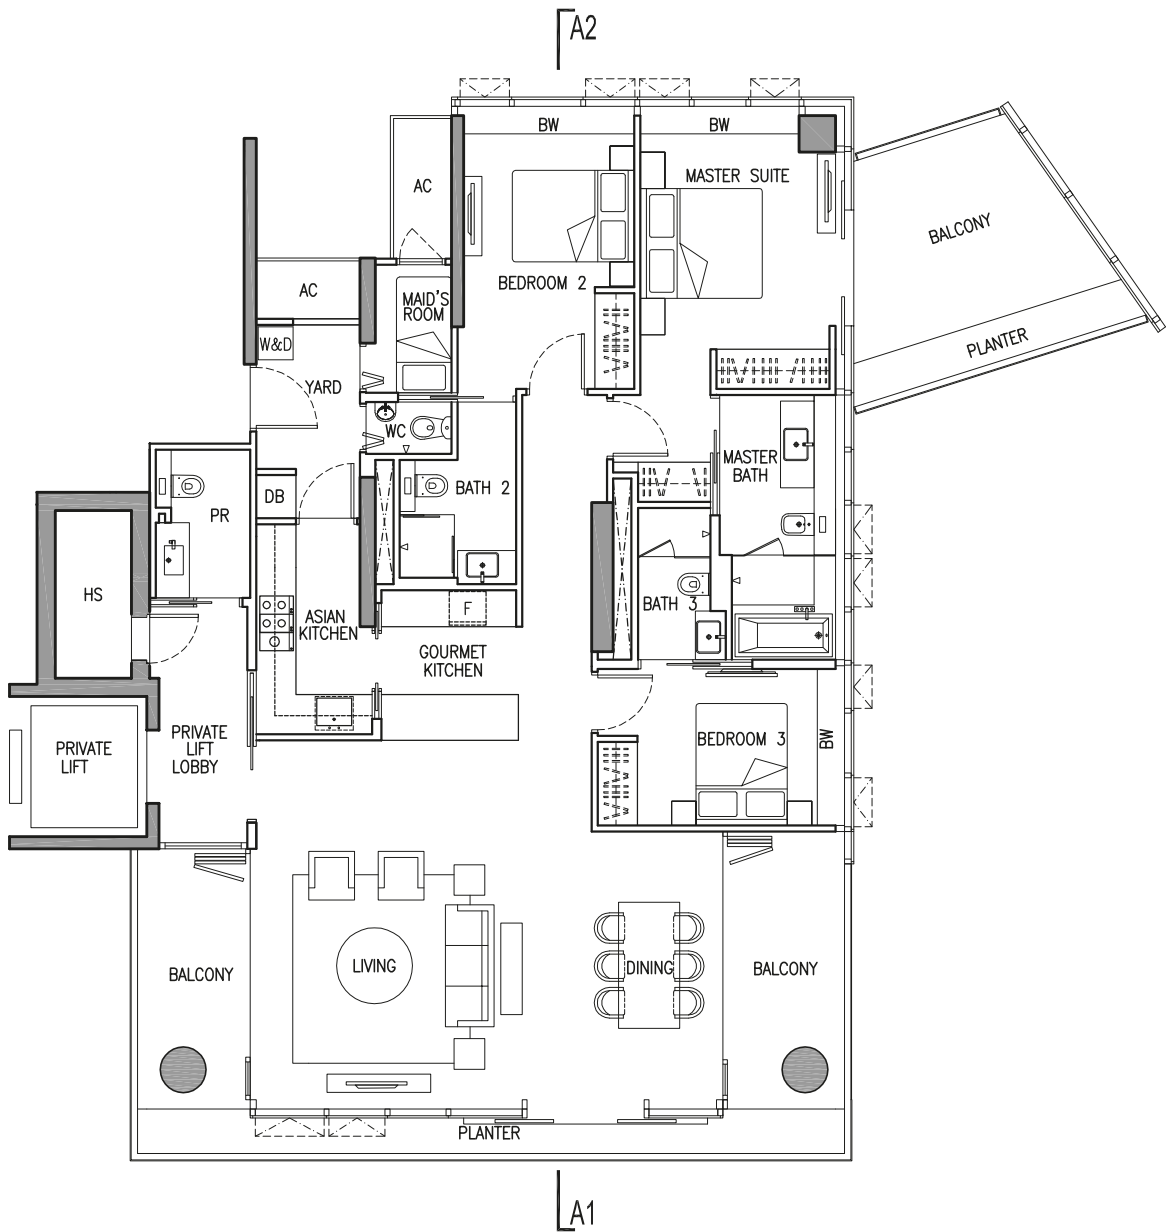 A2
BW
BW
AC
MASTER SUITE
BALCONY
BEDROOM 2
AC
MAID'S
ROOM
W&D
PLANTER
YARD
WC
MASTER
BATH
BATH 2
DB
PR
HS
ASIAN
KITCHEN
F
BATH 3
GOURMET
KITCHEN
PRIVATE
LIFT
PRIVATE
LIFT
LOBBY
BEDROOM 3
BW
BALCONY
LIVING
DINING
BALCONY
PLANTER
A1